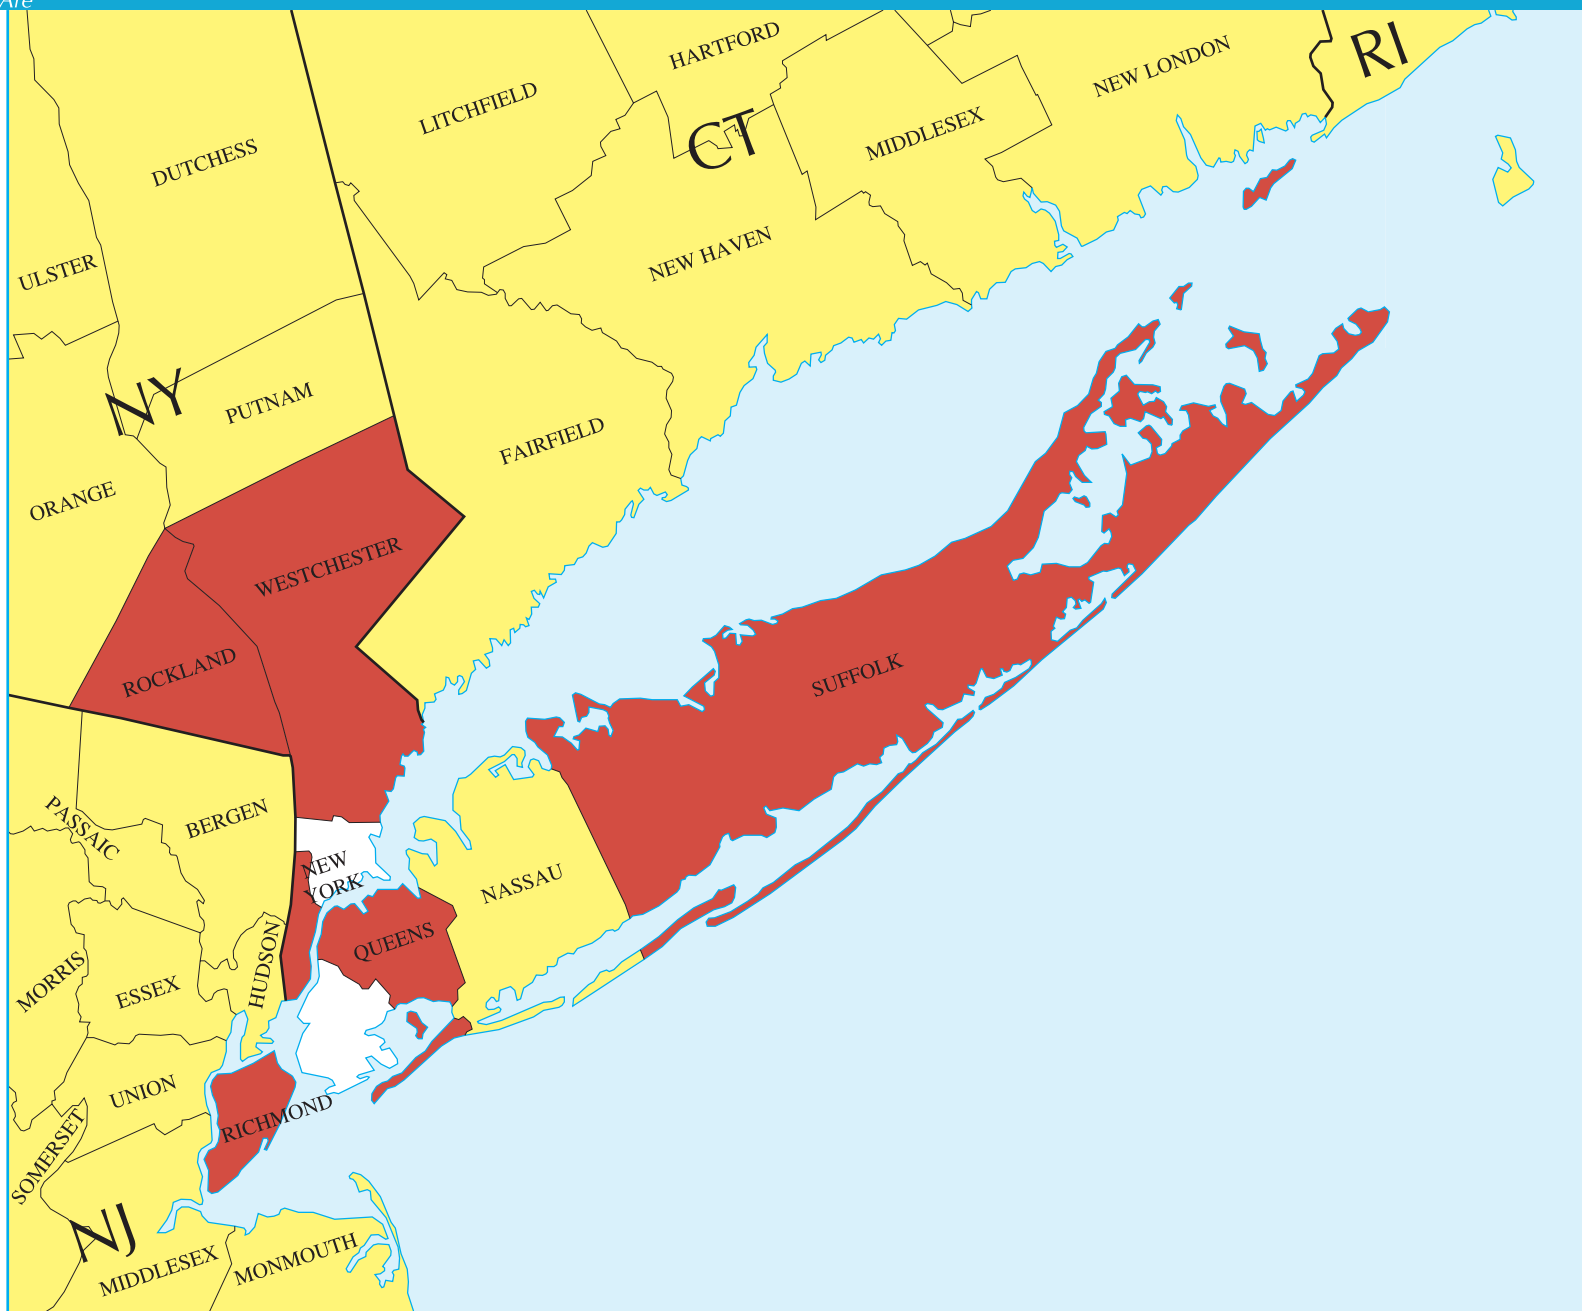 Are
HARTFORD
RI
NEW LONDON
LITCHFIELD
CT
MIDDLESEX
DUTCHESS
NEW HAVEN
ULSTER
NY
PUTNAM
FAIRFIELD
ORANGE
WESTCHESTER
ROCKLAND
SUFFOLK
PASSAIC
BERGEN
NEW
YORK
NASSAU
QUEENS
HUDSON
MORRIS
ESSEX
UNION
RICHMOND
SOMERSET
NJ
MIDDLESEX
MONMOUTH